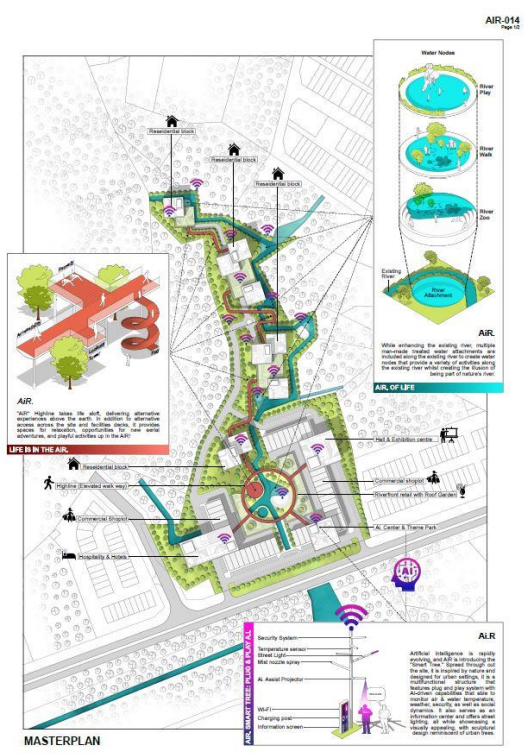 AIR-014
Page 1/2
Water Nodes
River
Play
River
Walk
River
Zoo
Existing
River
River
Attachment
AiR.
While enhancing the existing river, multiple
man-made treated water attachments are
included along the existing river to create water
nodes that provide a variety of activities along
the existing river whilst creating the illusion of
being part of nature's river.
AIR, OF LIFE
Reseidential block
Reseidential block
Reseidential block
AiR.
"AIR" Highline takes life aloft, delivering alternative
experiences above the earth. In addition to alternative
access across the site and facilities decks, it provides
spaces for relaxation, opportunities for new aerial
adventures, and playful activities up in the AIR!
LIFE IS IN THE AIR.
Hall & Exhibition centre
Reseidential block
Commercial shoplot
Highline (Elevated walk way)
Riverfront retail with Roof Garden
Commercial Shoplot
Ai. Center & Theme Park
Hospitality & Hotels
AI
AIR, SMART TREE: PLUG & PLAY A.I.
Security System
Temperature sensor
Street Light
Mist nozzle spray
Ai. Assist Projector
Wi-Fi
Charging post
Information screen
Ai.R
Artificial Intelligence is rapidly
evolving, and AIR is introducing the
"Smart Tree." Spread through out
the site, it is inspired by nature and
designed for urban settings, it is a
multifunctional structure that
features plug and play system with
AI-driven capabilities that able to
monitor air & water temperature,
weather, security, as well as social
dynamics. It also serves as an
information center and offers street
lighting, all while showcasing a
visually appealing, with sculptural
design reminiscent of urban trees.
MASTERPLAN